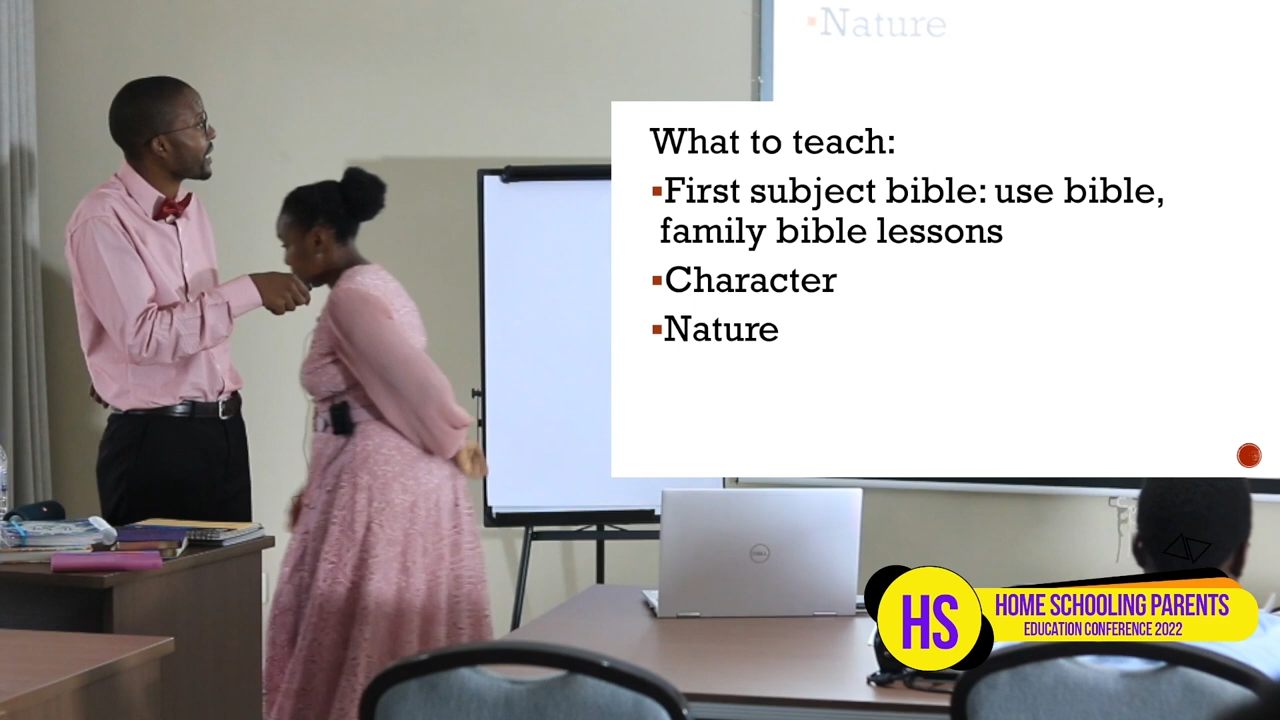 ▪Nature
What to teach:
▪First subject bible: use bible,
family bible lessons
▪Character
▪Nature
DELL
HS
HOME SCHOOLING PARENTS
EDUCATION CONFERENCE 2022